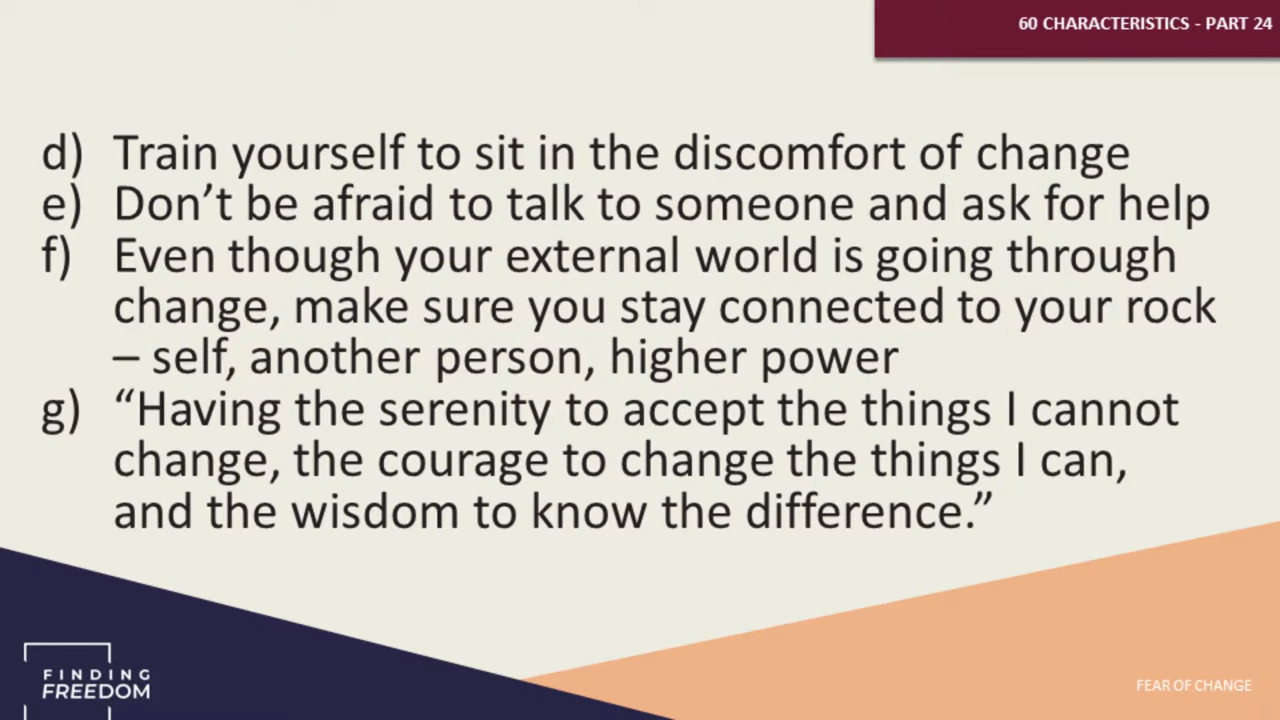 60 CHARACTERISTICS - PART 24
d) Train yourself to sit in the discomfort of change
e) Don’t be afraid to talk to someone and ask for help
f) Even though your external world is going through
change, make sure you stay connected to your rock
– self, another person, higher power
g) “Having the serenity to accept the things I cannot
change, the courage to change the things I can,
and the wisdom to know the difference.”
FINDING
FREEDOM
FEAR OF CHANGE